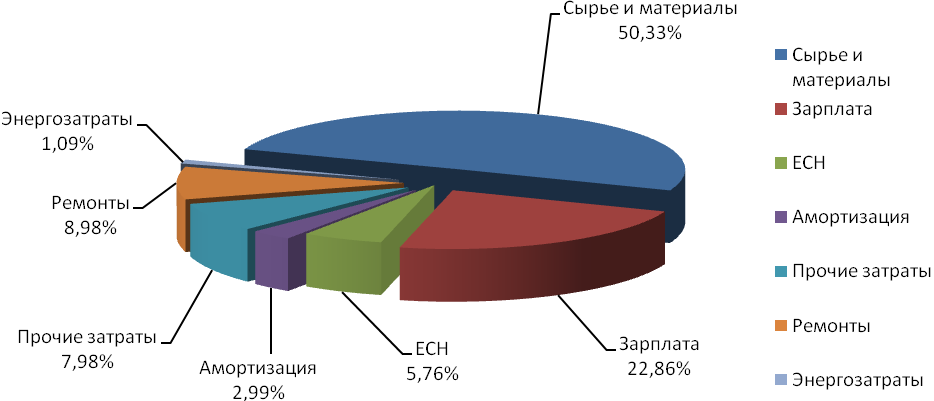 Сырье и материалы
50,33%
Энергозатраты
1,09%
Ремонты
8,98%
Прочие затраты
7,98%
Амортизация
2,99%
ЕСН
5,76%
Зарплата
22,86%
Сырье и
материалы
Зарплата
ЕСН
Амортизация
Прочие затраты
Ремонты
Энергозатраты